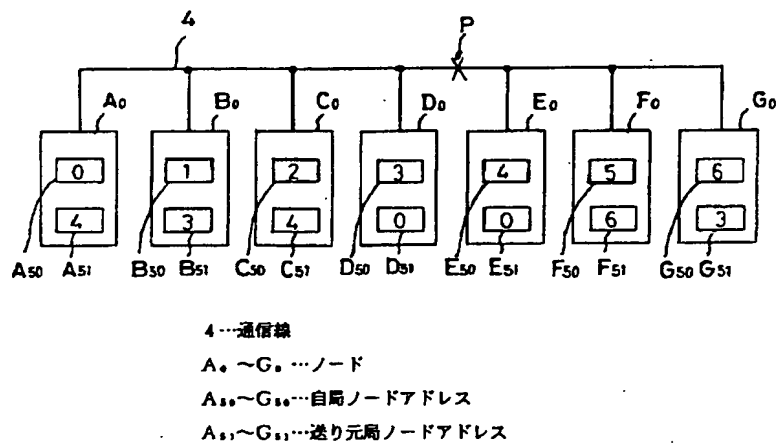 4 P
A₀ B₀ C₀ D₀ E₀ F₀ G₀
0 1 2 3 4 5 6
4 3 4 0 0 6 3
A₅₀ A₅₁ B₅₀ B₅₁ C₅₀ C₅₁ D₅₀ D₅₁ E₅₀ E₅₁ F₅₀ F₅₁ G₅₀ G₅₁
4…通信線
A₀～G₀…ノード
A₅₀～G₅₀…自局ノードアドレス
A₅₁～G₅₁…送り元局ノードアドレス